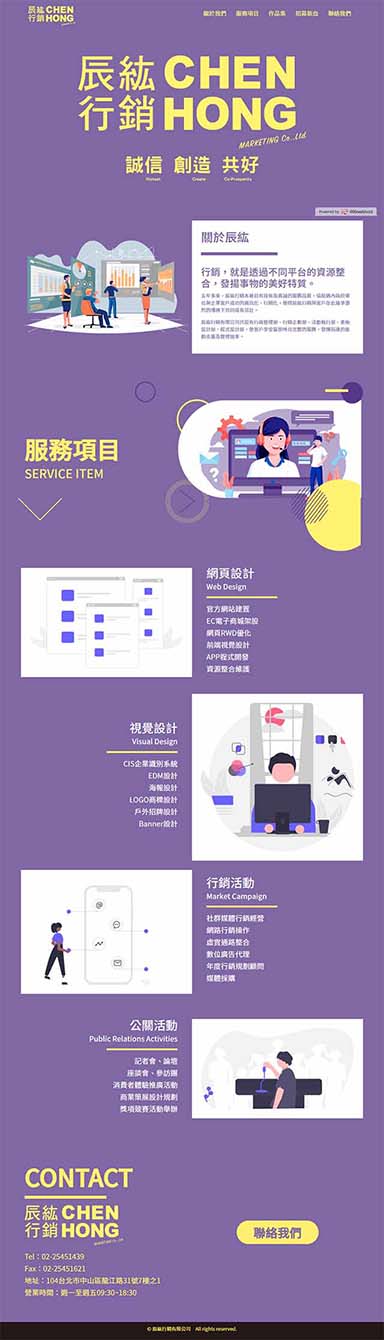 辰紘 CHEN
行銷 HONG
關於我們 服務項目 作品集 招募新血 聯絡我們
辰紘 CHEN
行銷 HONG
MARKETING Co.,Ltd
誠信 創造 共好
Honest Create Co-Prosperity
Powered by 000webhost
關於辰紘
行銷，就是透過不同平台的資源整
合，發揚事物的美好特質。
服務項目
SERVICE ITEM
網頁設計
Web Design
官方網站建置
EC電子商城架設
網頁RWD優化
前端視覺設計
APP程式開發
資源整合維護
視覺設計
Visual Design
CIS企業識別系統
EDM設計
海報設計
LOGO商標設計
戶外招牌設計
Banner設計
行銷活動
Market Campaign
社群媒體行銷經營
網路行銷操作
虛實通路整合
數位廣告代理
年度行銷規劃顧問
媒體採購
公關活動
Public Relations Activities
記者會、論壇
座談會、參訪團
消費者體驗推廣活動
商業策展設計規劃
獎項競賽活動舉辦
CONTACT
辰紘 CHEN
行銷 HONG
MARKETING Co.,Ltd
聯絡我們
Tel：02-25451439
Fax：02-25451621
地址：104台北市中山區龍江路31號7樓之1
營業時間：週一至週五09:30~18:30
© 辰紘行銷有限公司 All rights reserved.